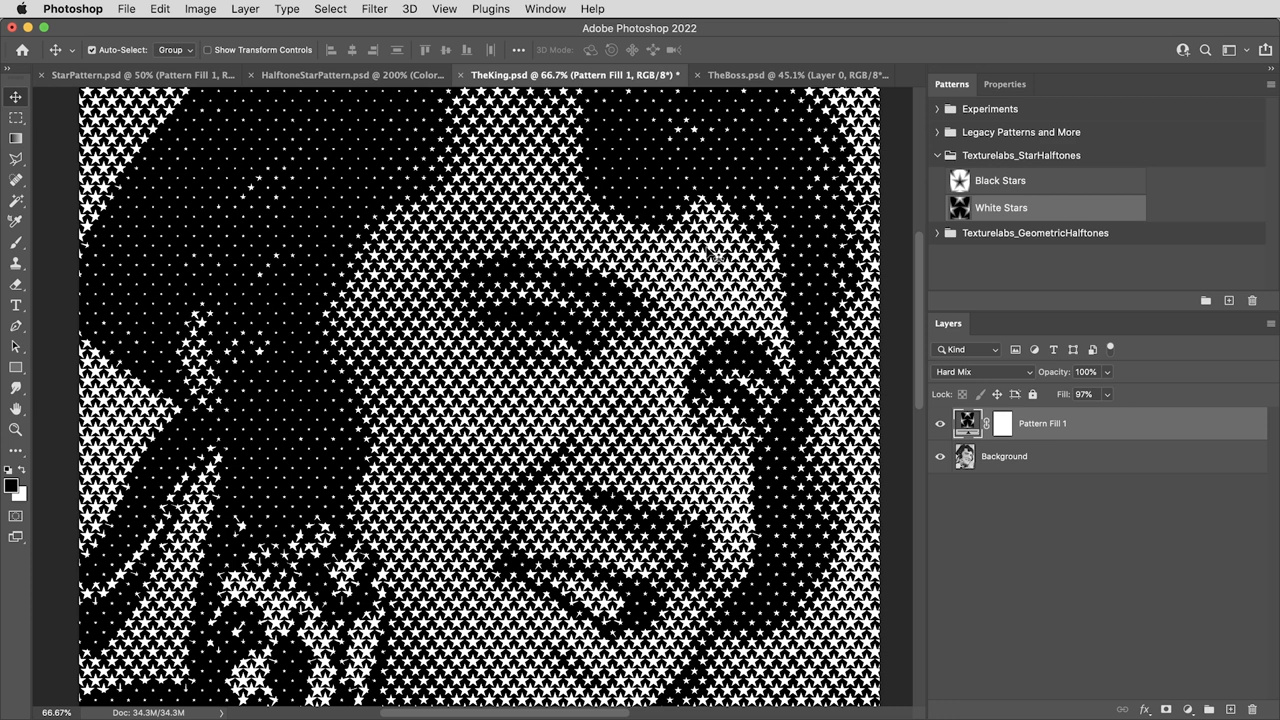 Photoshop File Edit Image Layer Type Select Filter 3D View Plugins Window Help
Adobe Photoshop 2022
Auto-Select: Group Show Transform Controls 3D Mode:
StarPattern.psd @ 50% (Pattern Fill 1, R... HalftoneStarPattern.psd @ 200% (Color... TheKing.psd @ 66.7% (Pattern Fill 1, RGB/8*) * TheBoss.psd @ 45.1% (Layer 0, RGB/8*...
Patterns Properties
Experiments
Legacy Patterns and More
Texturelabs_StarHalftones
Black Stars
White Stars
Texturelabs_GeometricHalftones
Layers
Kind
Hard Mix Opacity: 100%
Lock: Fill: 97%
Pattern Fill 1
Background
66.67% Doc: 34.3M/34.3M